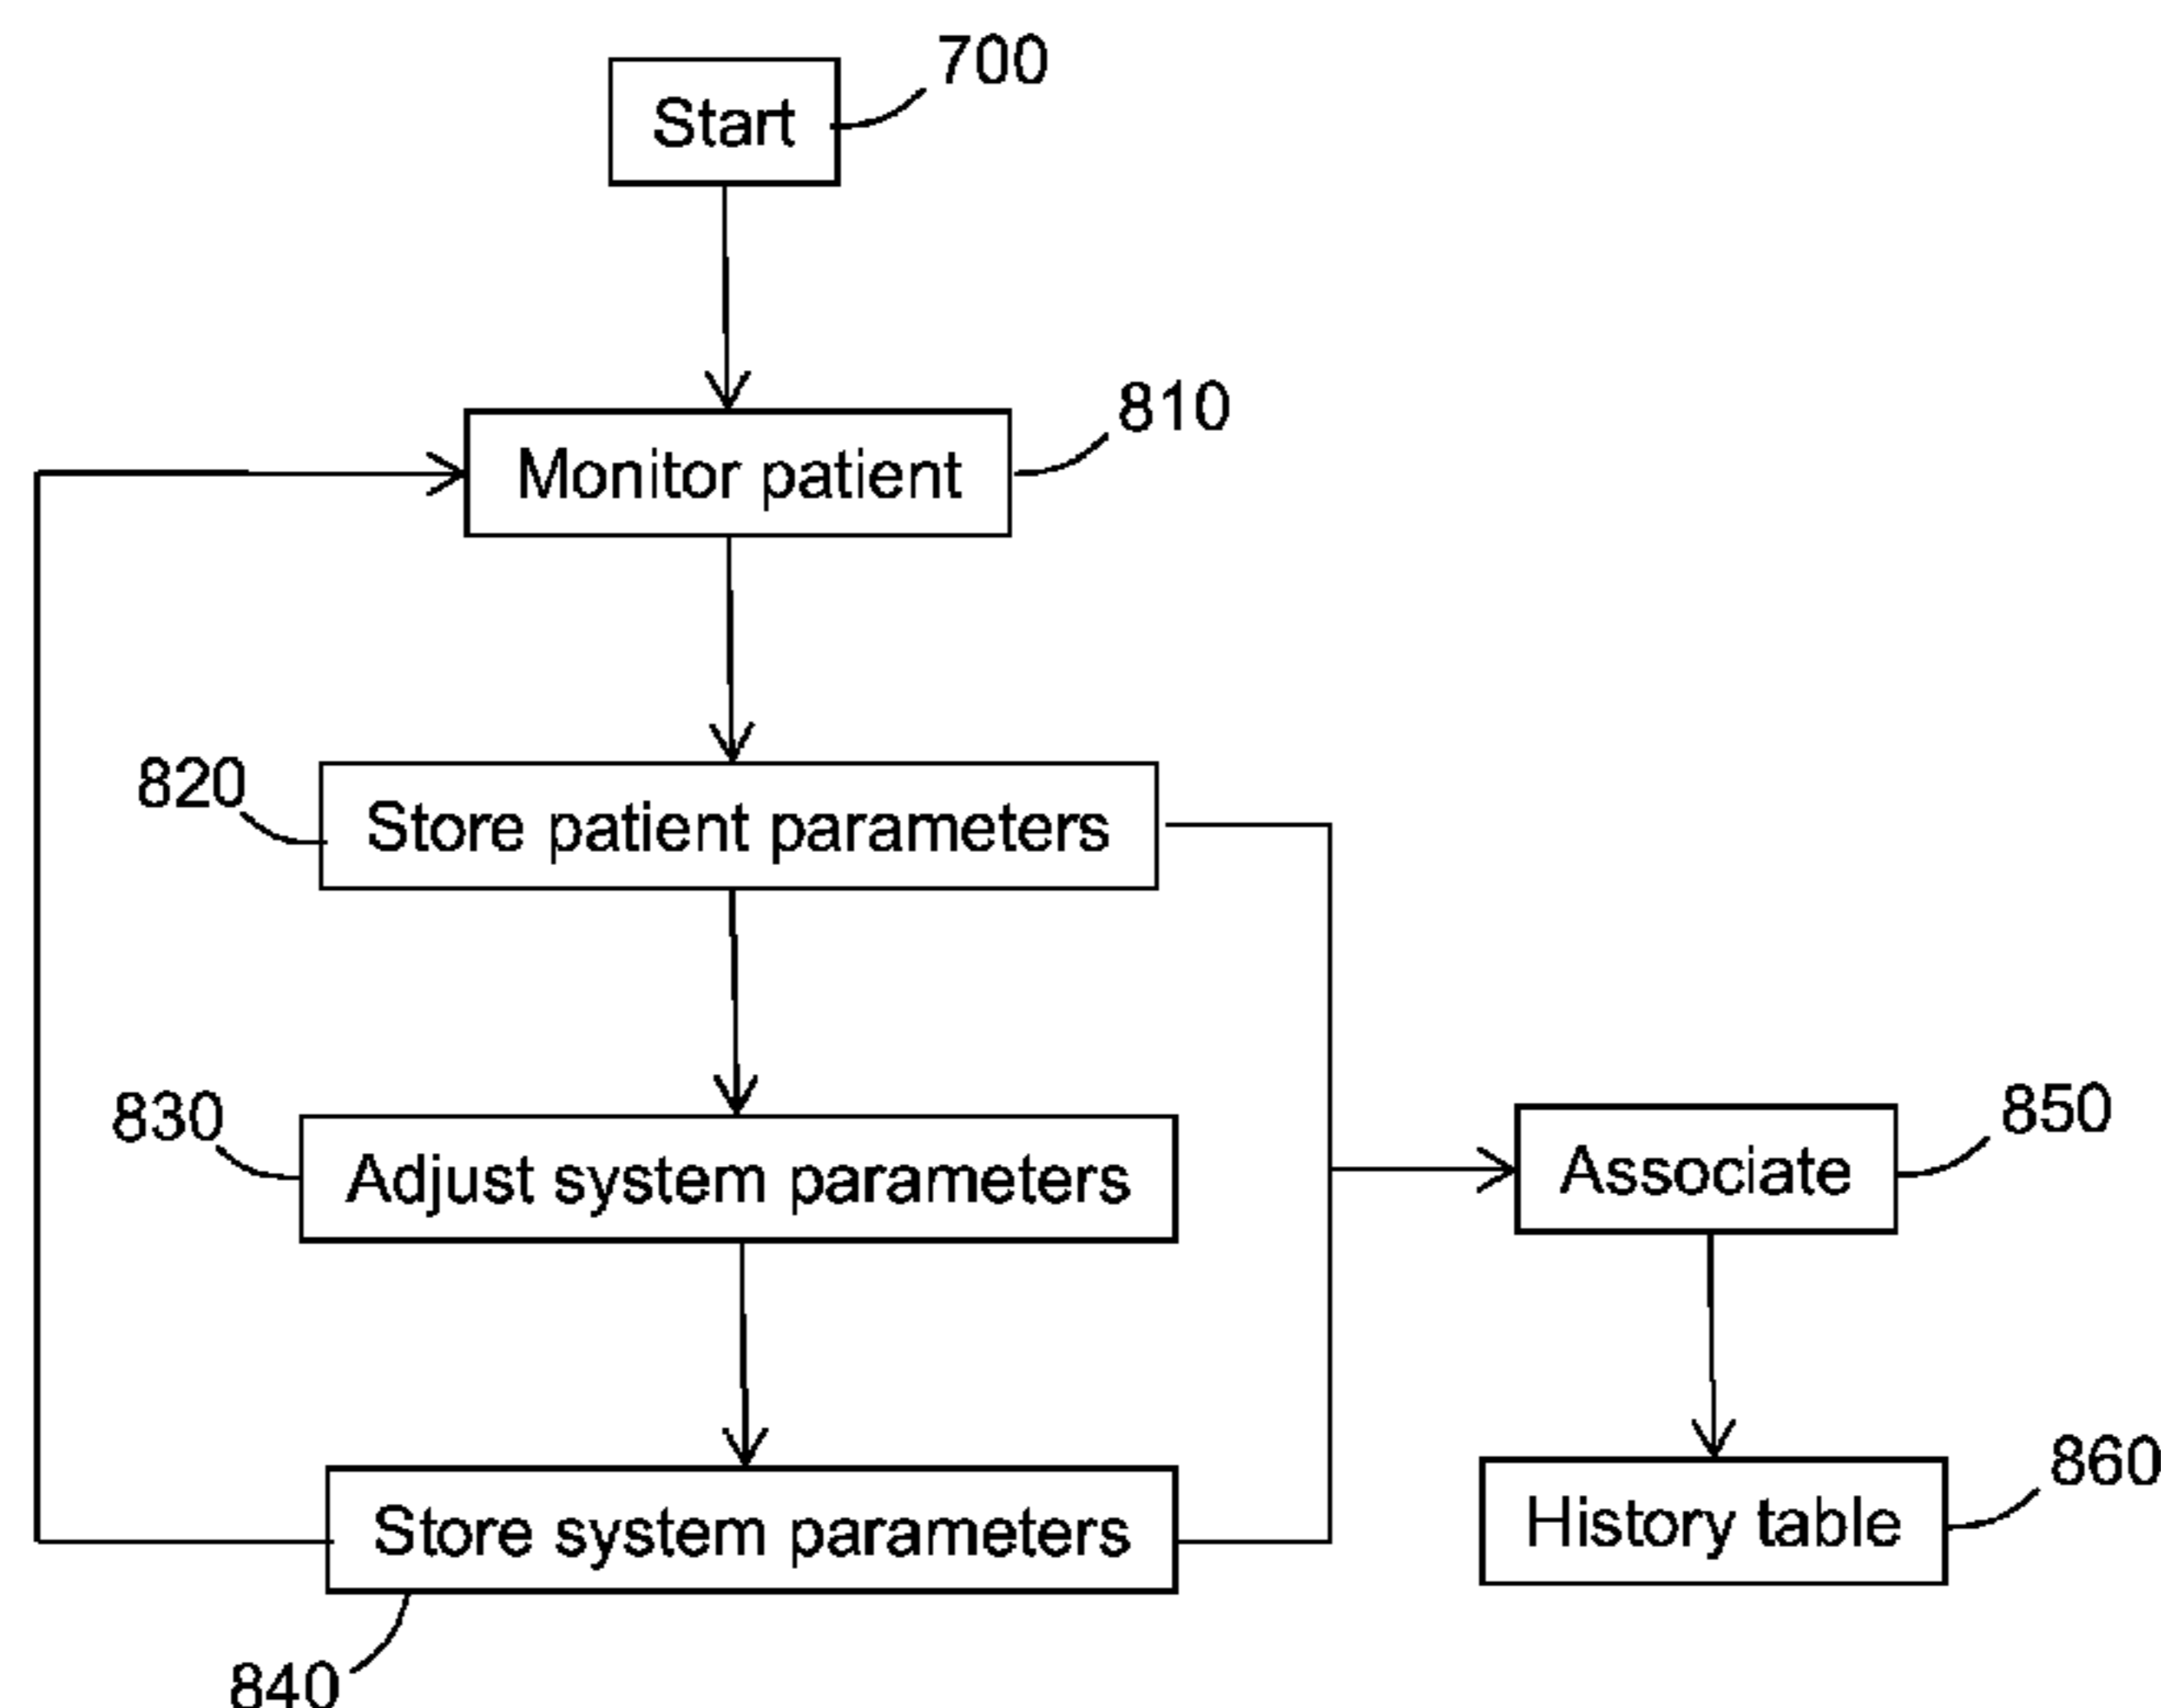 700
Start
810
Monitor patient
820
Store patient parameters
830
Adjust system parameters
850
Associate
860
History table
Store system parameters
840